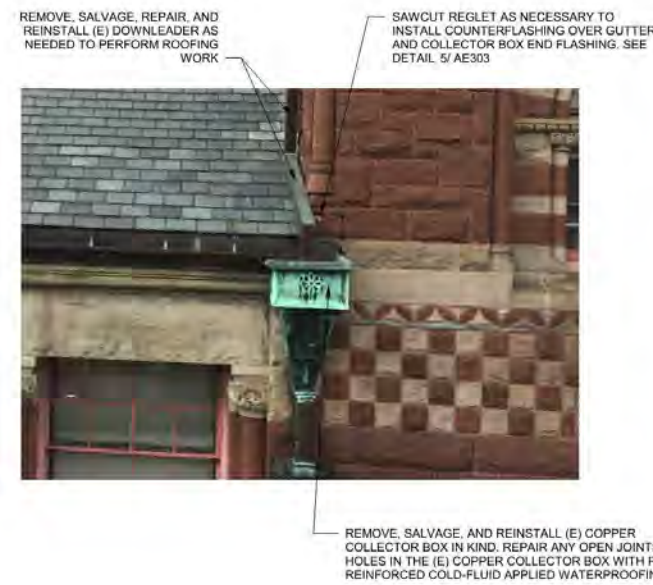 REMOVE, SALVAGE, REPAIR, AND
REINSTALL (E) DOWNLEADER AS
NEEDED TO PERFORM ROOFING
WORK
SAWCUT REGLET AS NECESSARY TO
INSTALL COUNTERFLASHING OVER GUTTER
AND COLLECTOR BOX END FLASHING. SEE
DETAIL 5/ AE303
REMOVE, SALVAGE, AND REINSTALL (E) COPPER
COLLECTOR BOX IN KIND. REPAIR ANY OPEN JOINTS
HOLES IN THE (E) COPPER COLLECTOR BOX WITH
REINFORCED COLD-FLUID APPLIED WATERPROOFIN